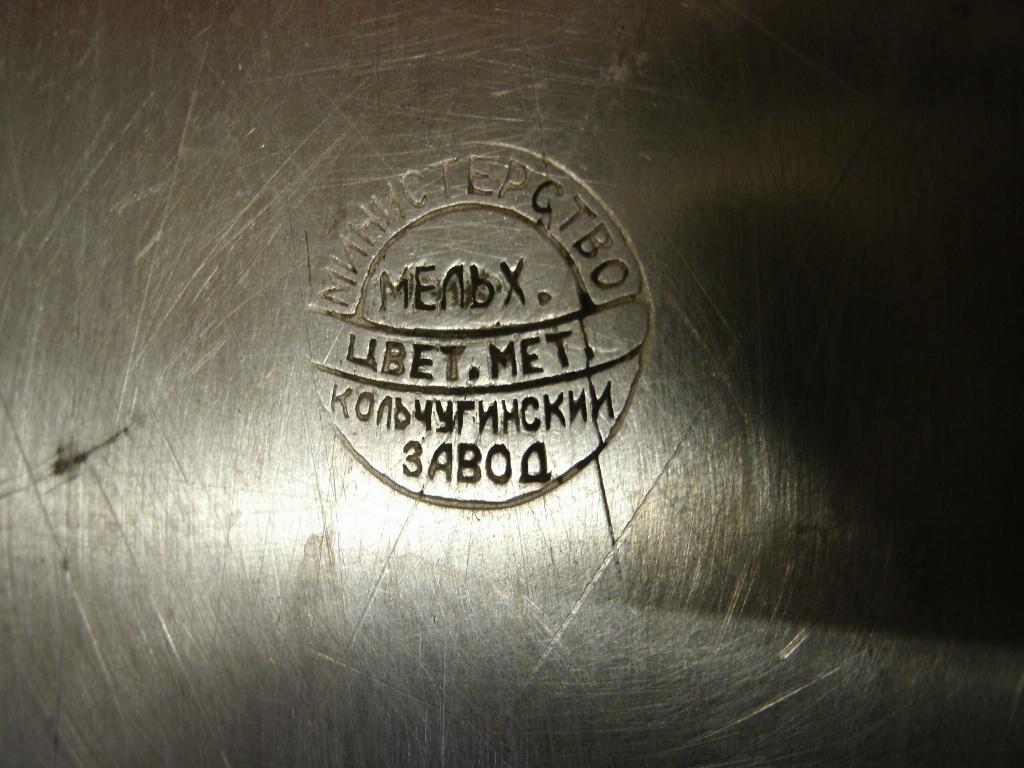 МИНИСТЕРСТВО
МЕЛЬХ.
ЦВЕТ. МЕТ.
КОЛЬЧУГИНСКИЙ
ЗАВОД